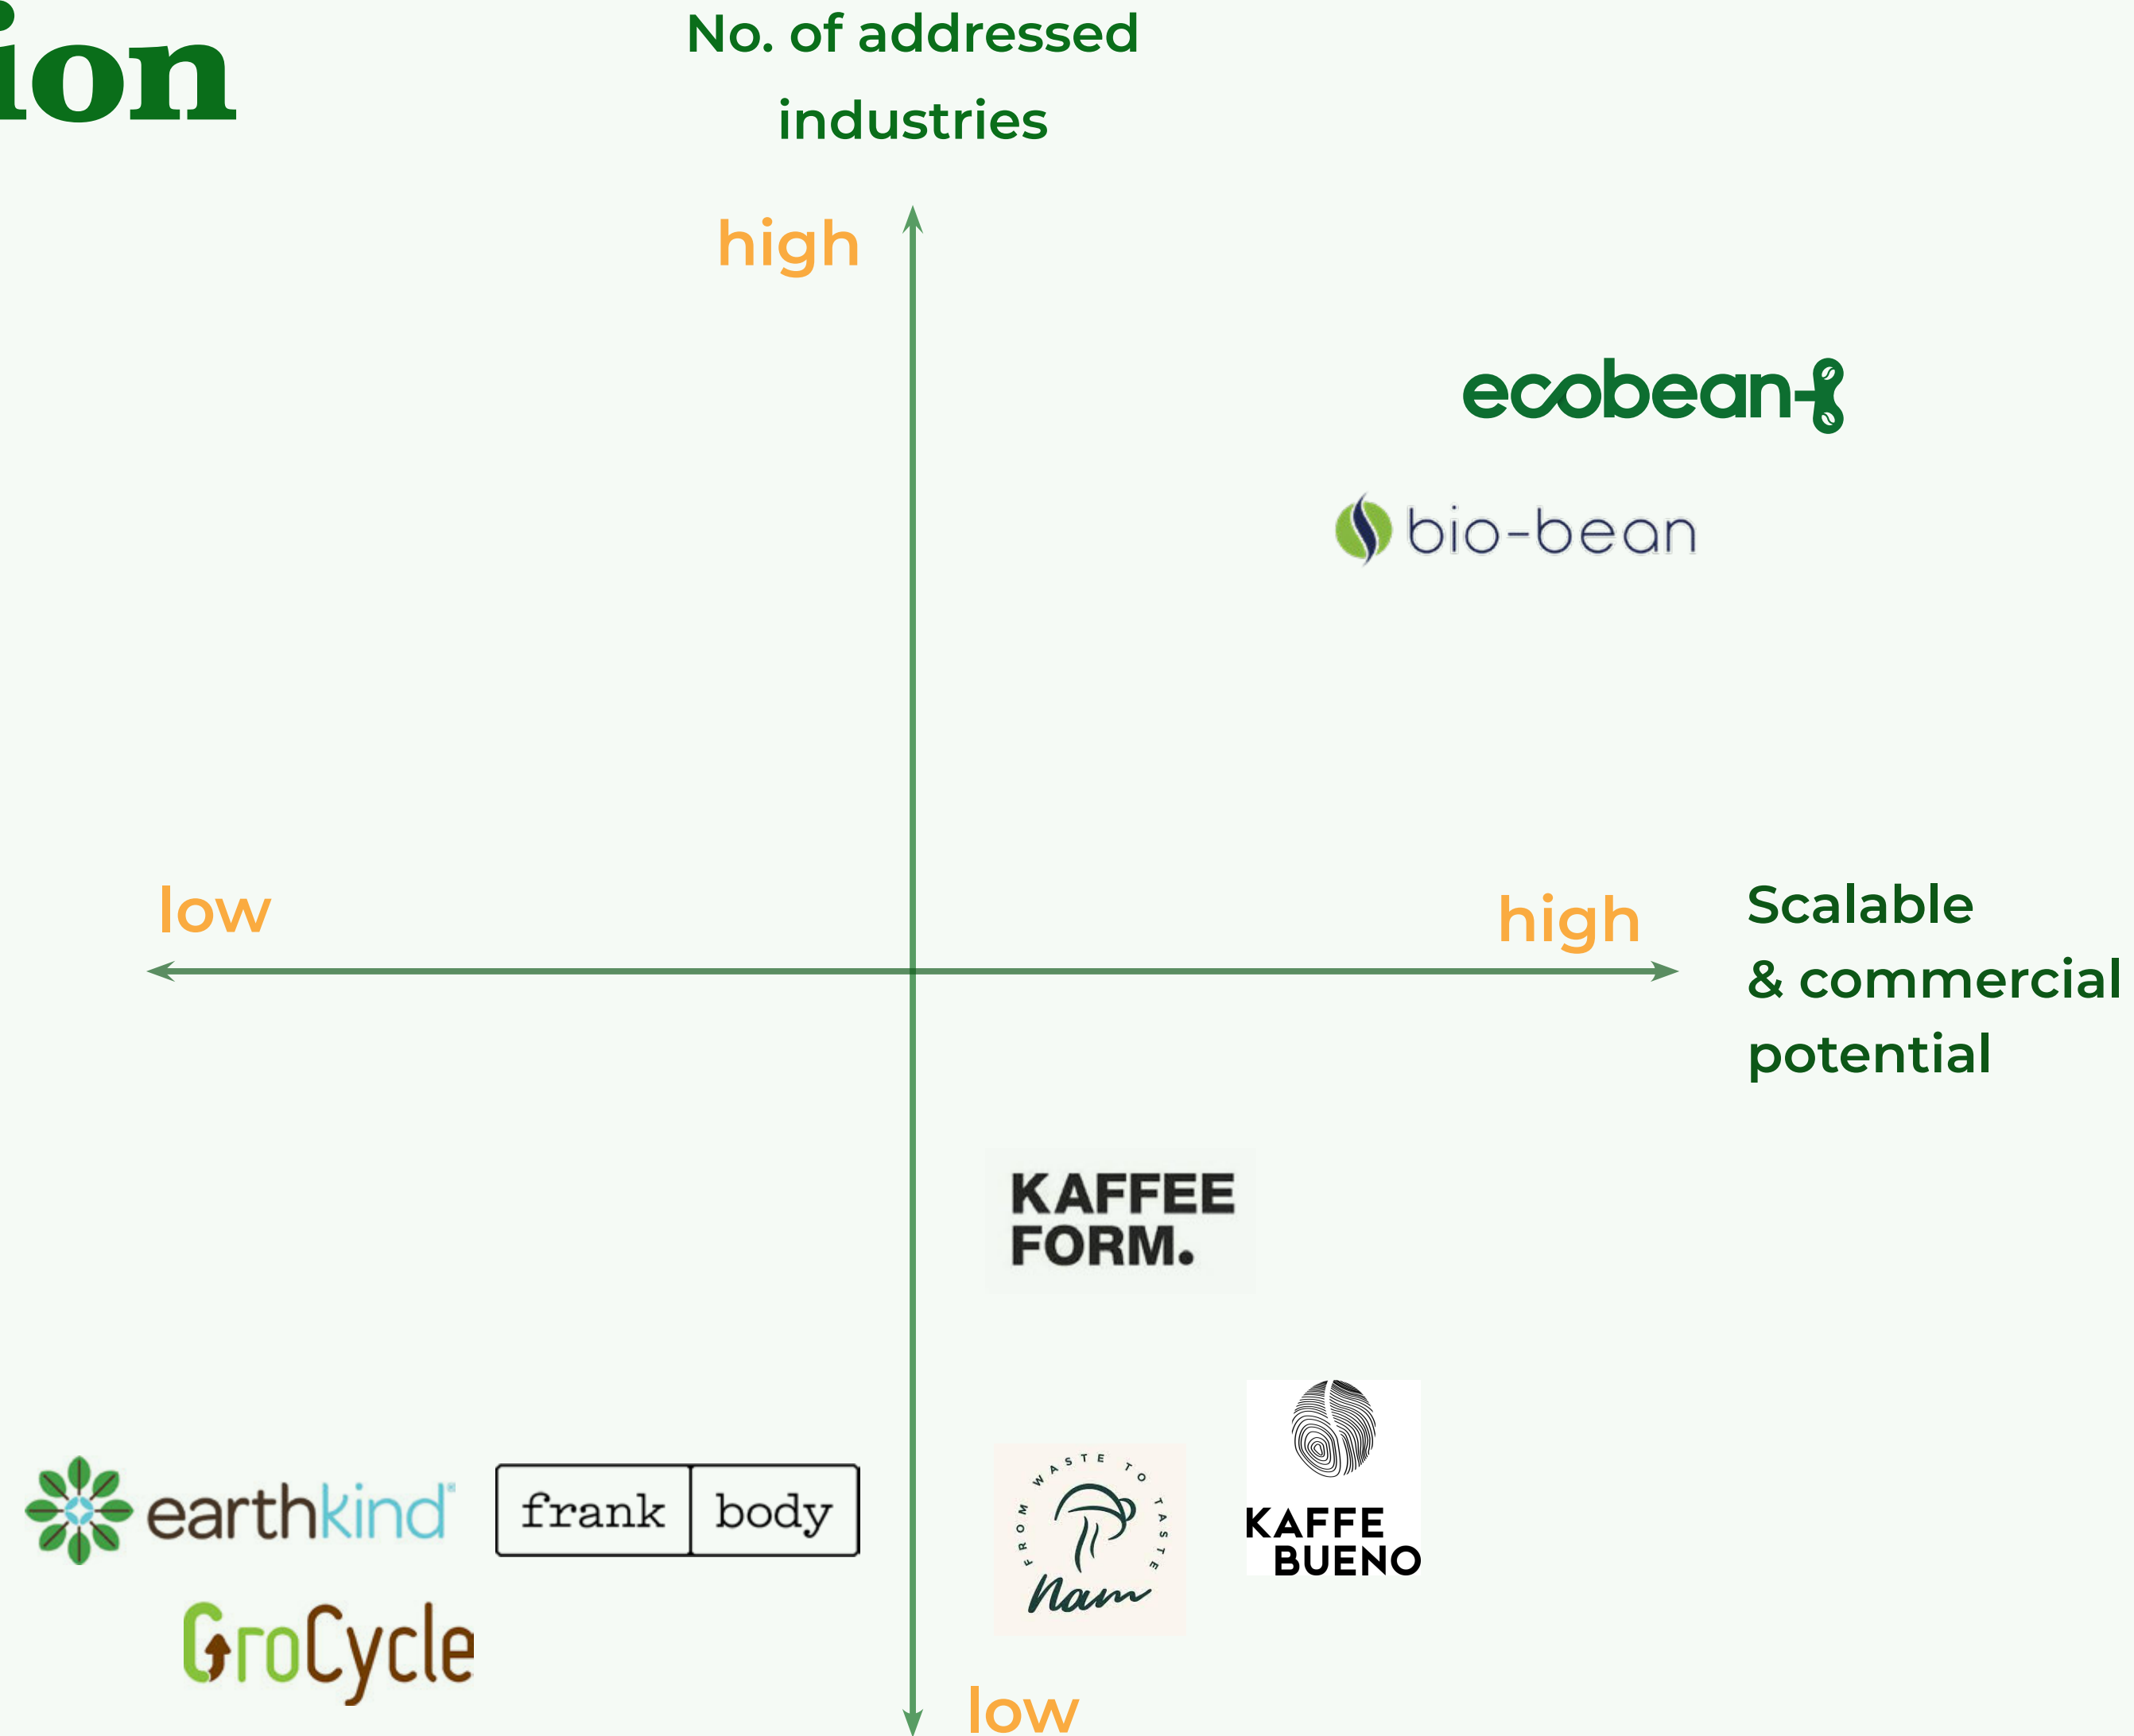 ion
No. of addressed
industries
high
ecobean
bio-bean
low
high
Scalable
& commercial
potential
KAFFEE
FORM.
earthkind®
frank body
FROM WASTE TO TASTE
Nam
KAFFE
BUENO
GroCycle
low